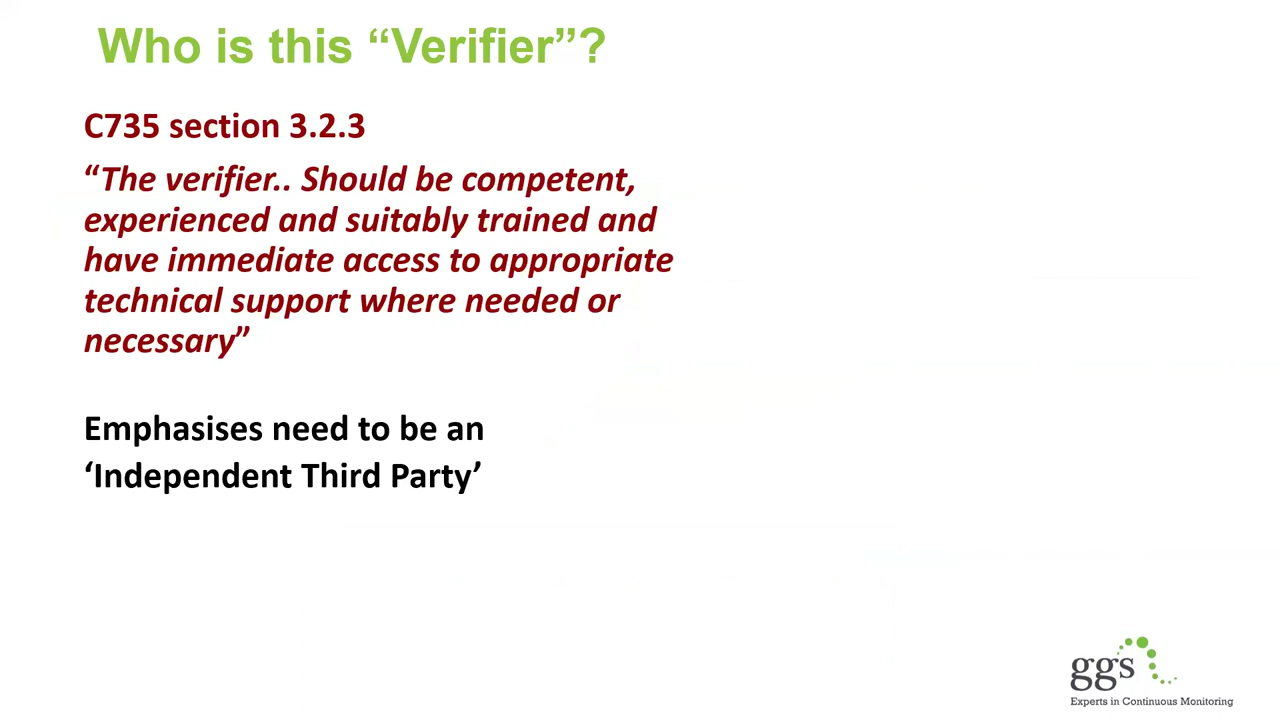 Who is this “Verifier”?
C735 section 3.2.3
“The verifier.. Should be competent,
experienced and suitably trained and
have immediate access to appropriate
technical support where needed or
necessary”
Emphasises need to be an
‘Independent Third Party’
ggs
Experts in Continuous Monitoring